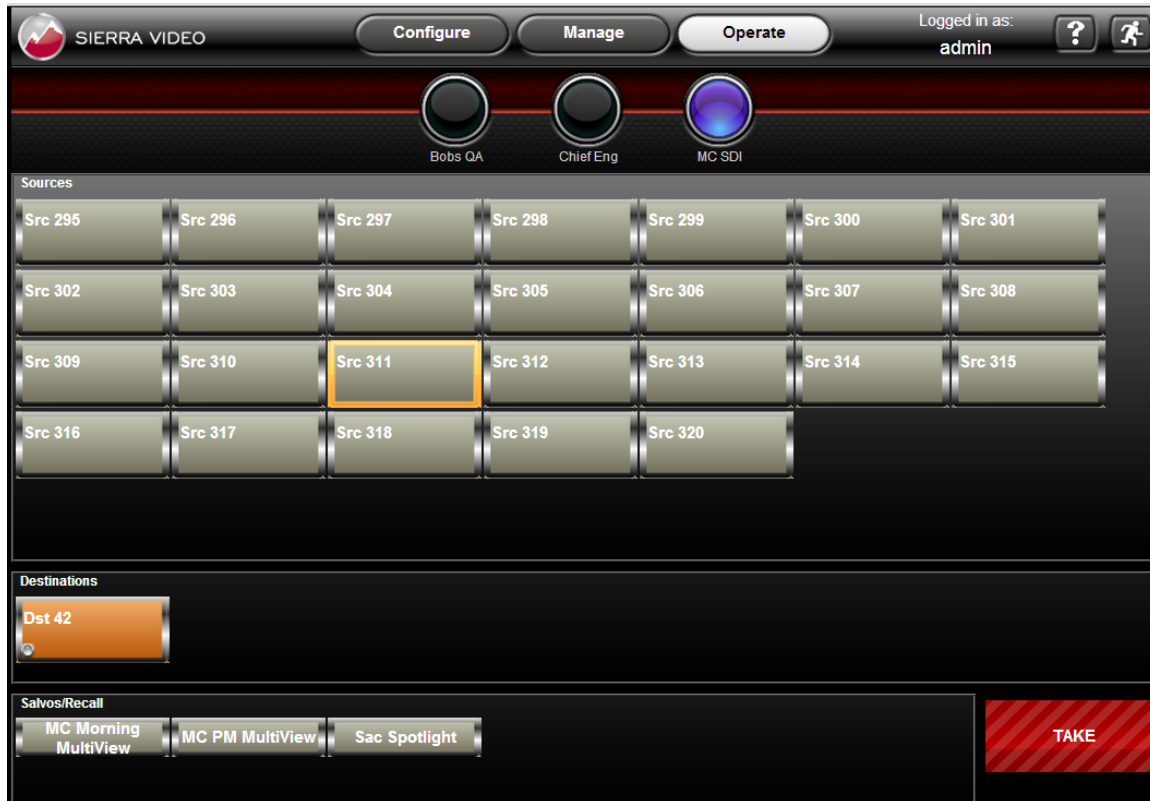 SIERRA VIDEO
Configure
Manage
Operate
Logged in as:
admin
?
Bobs QA
Chief Eng
MC SDI
Sources
Src 295
Src 296
Src 297
Src 298
Src 299
Src 300
Src 301
Src 302
Src 303
Src 304
Src 305
Src 306
Src 307
Src 308
Src 309
Src 310
Src 311
Src 312
Src 313
Src 314
Src 315
Src 316
Src 317
Src 318
Src 319
Src 320
Destinations
Dst 42
Salvos/Recall
MC Morning
MultiView
MC PM MultiView
Sac Spotlight
TAKE